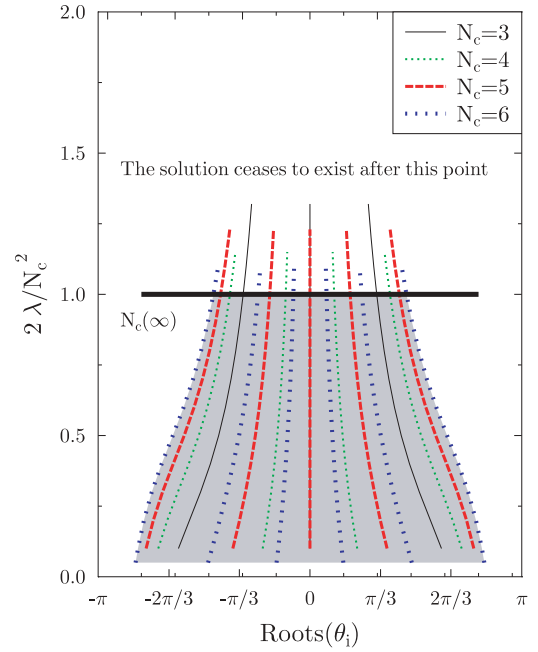 N_c=3
N_c=4
N_c=5
N_c=6
2.0
1.5
The solution ceases to exist after this point
1.0
N_c(∞)
0.5
0.0
2 λ/N_c^2
-π -2π/3 -π/3 0 π/3 2π/3 π
Roots(θ_i)